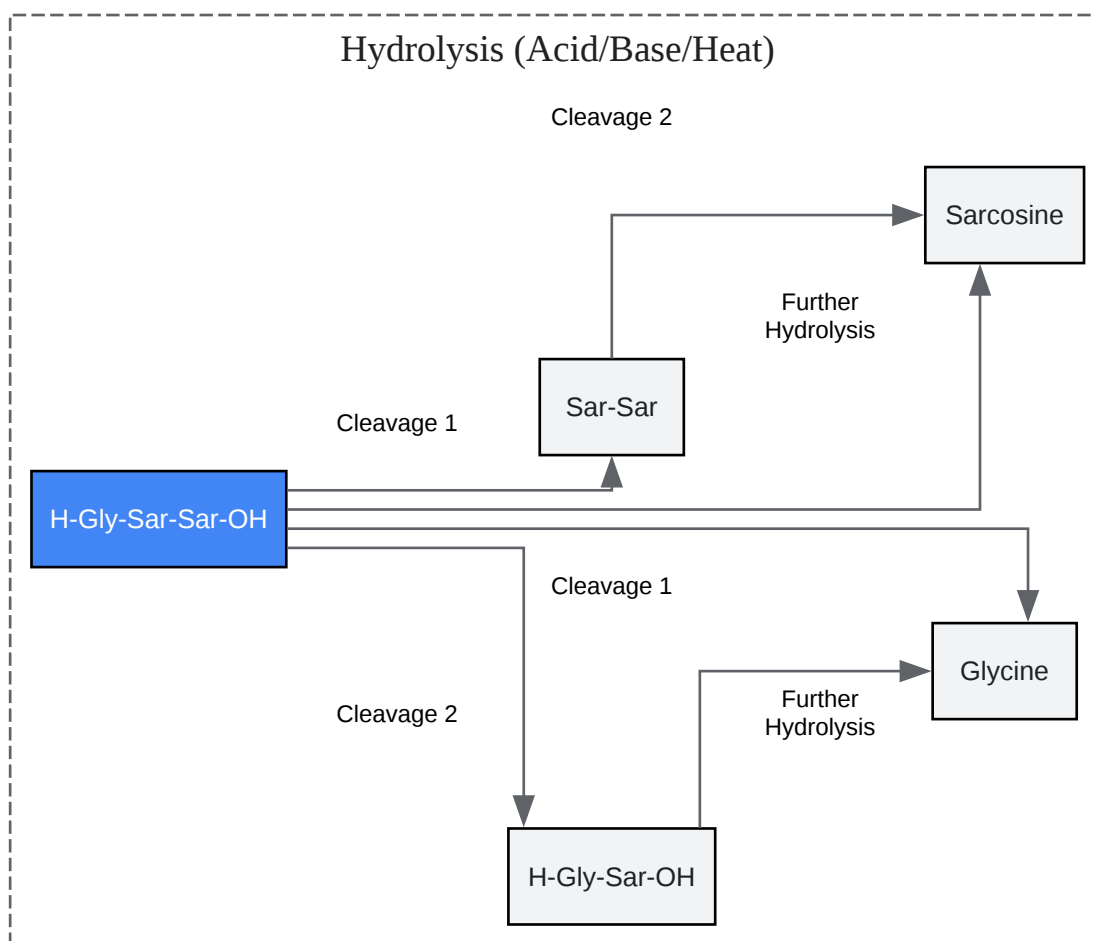 Hydrolysis (Acid/Base/Heat)
Cleavage 2
Sarcosine
Further
Hydrolysis
Sar-Sar
Cleavage 1
H-Gly-Sar-Sar-OH
Cleavage 1
Glycine
Further
Hydrolysis
Cleavage 2
H-Gly-Sar-OH